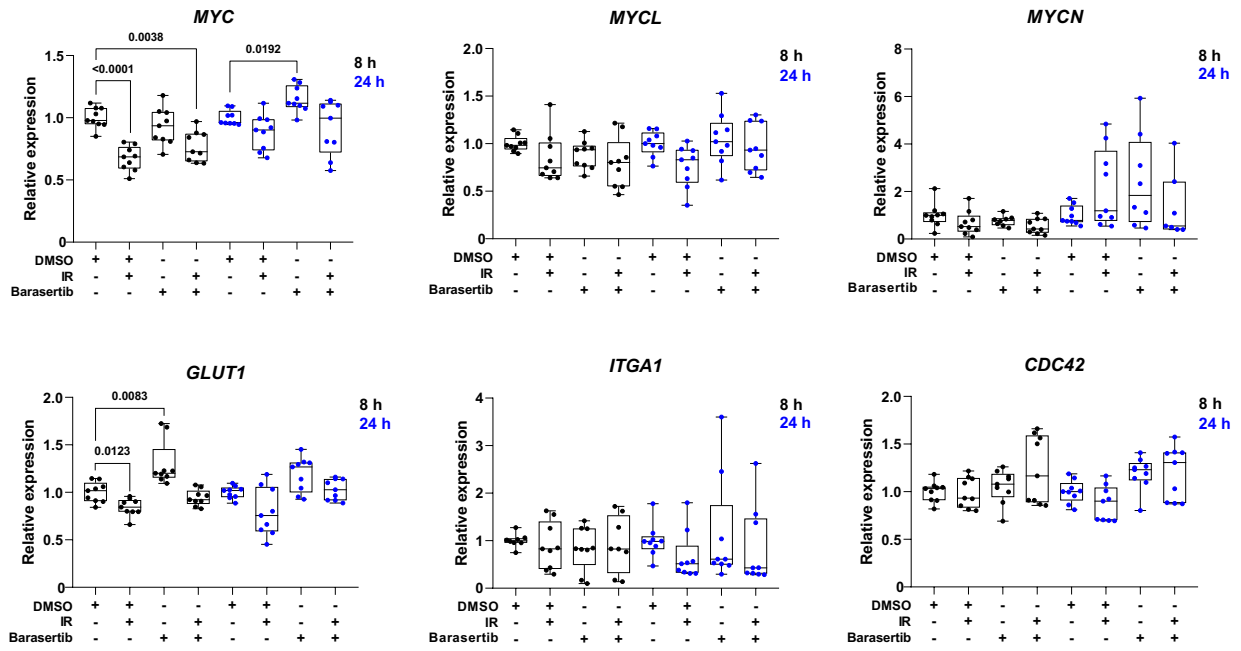 MYC
0.0038
0.0192
<0.0001
8 h
24 h
Relative expression
1.5
1.0
0.5
0
DMSO + + - - + + - -
IR - + - + - + - +
Barasertib - - + + - - + +
MYCL
8 h
24 h
Relative expression
2.0
1.5
1.0
0.5
0.0
DMSO + + - - + + - -
IR - + - + - + - +
Barasertib - - + + - - + +
MYCN
8 h
24 h
Relative expression
8
6
4
2
0
DMSO + + - - + + - -
IR - + - + - + - +
Barasertib - - + + - - + +
GLUT1
0.0083
0.0123
8 h
24 h
Relative expression
2.0
1.5
1.0
0.5
0
DMSO + + - - + + - -
IR - + - + - + - +
Barasertib - - + + - - + +
ITGA1
8 h
24 h
Relative expression
4
3
2
1
0
DMSO + + - - + + - -
IR - + - + - + - +
Barasertib - - + + - - + +
CDC42
8 h
24 h
Relative expression
2.0
1.5
1.0
0.5
0
DMSO + + - - + + - -
IR - + - + - + - +
Barasertib - - + + - - + +